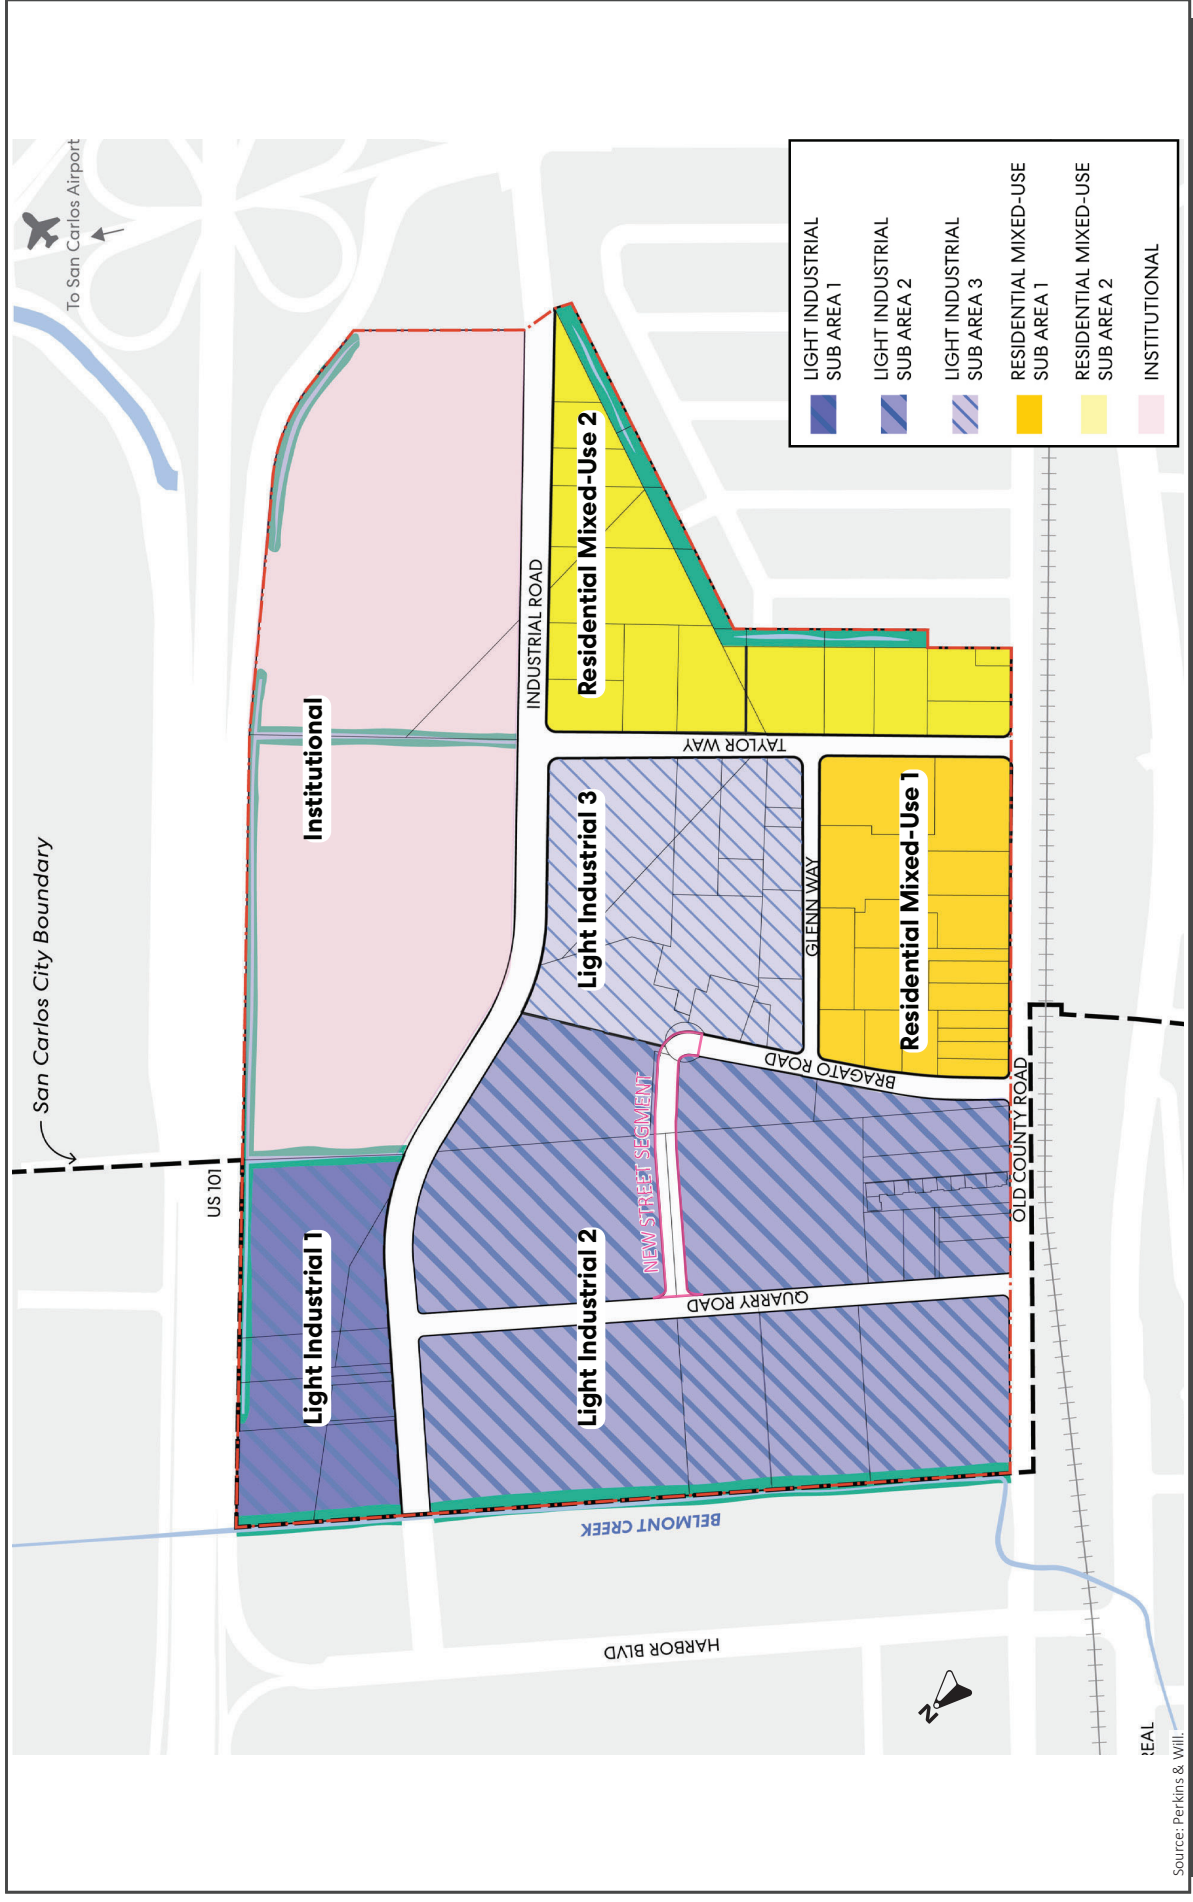 San Carlos City Boundary
To San Carlos Airport
US 101
Light Industrial 1
Institutional
INDUSTRIAL ROAD
Light Industrial 2
Light Industrial 3
Residential Mixed-Use 2
NEW STREET SEGMENT
TAYLOR WAY
QUARRY ROAD
BRAGATO ROAD
GLENN WAY
Residential Mixed-Use 1
BELMONT CREEK
HARBOR BLVD
OLD COUNTY ROAD
N
REAL
LIGHT INDUSTRIAL
SUB AREA 1
LIGHT INDUSTRIAL
SUB AREA 2
LIGHT INDUSTRIAL
SUB AREA 3
RESIDENTIAL MIXED-USE
SUB AREA 1
RESIDENTIAL MIXED-USE
SUB AREA 2
INSTITUTIONAL
Source: Perkins & Will.